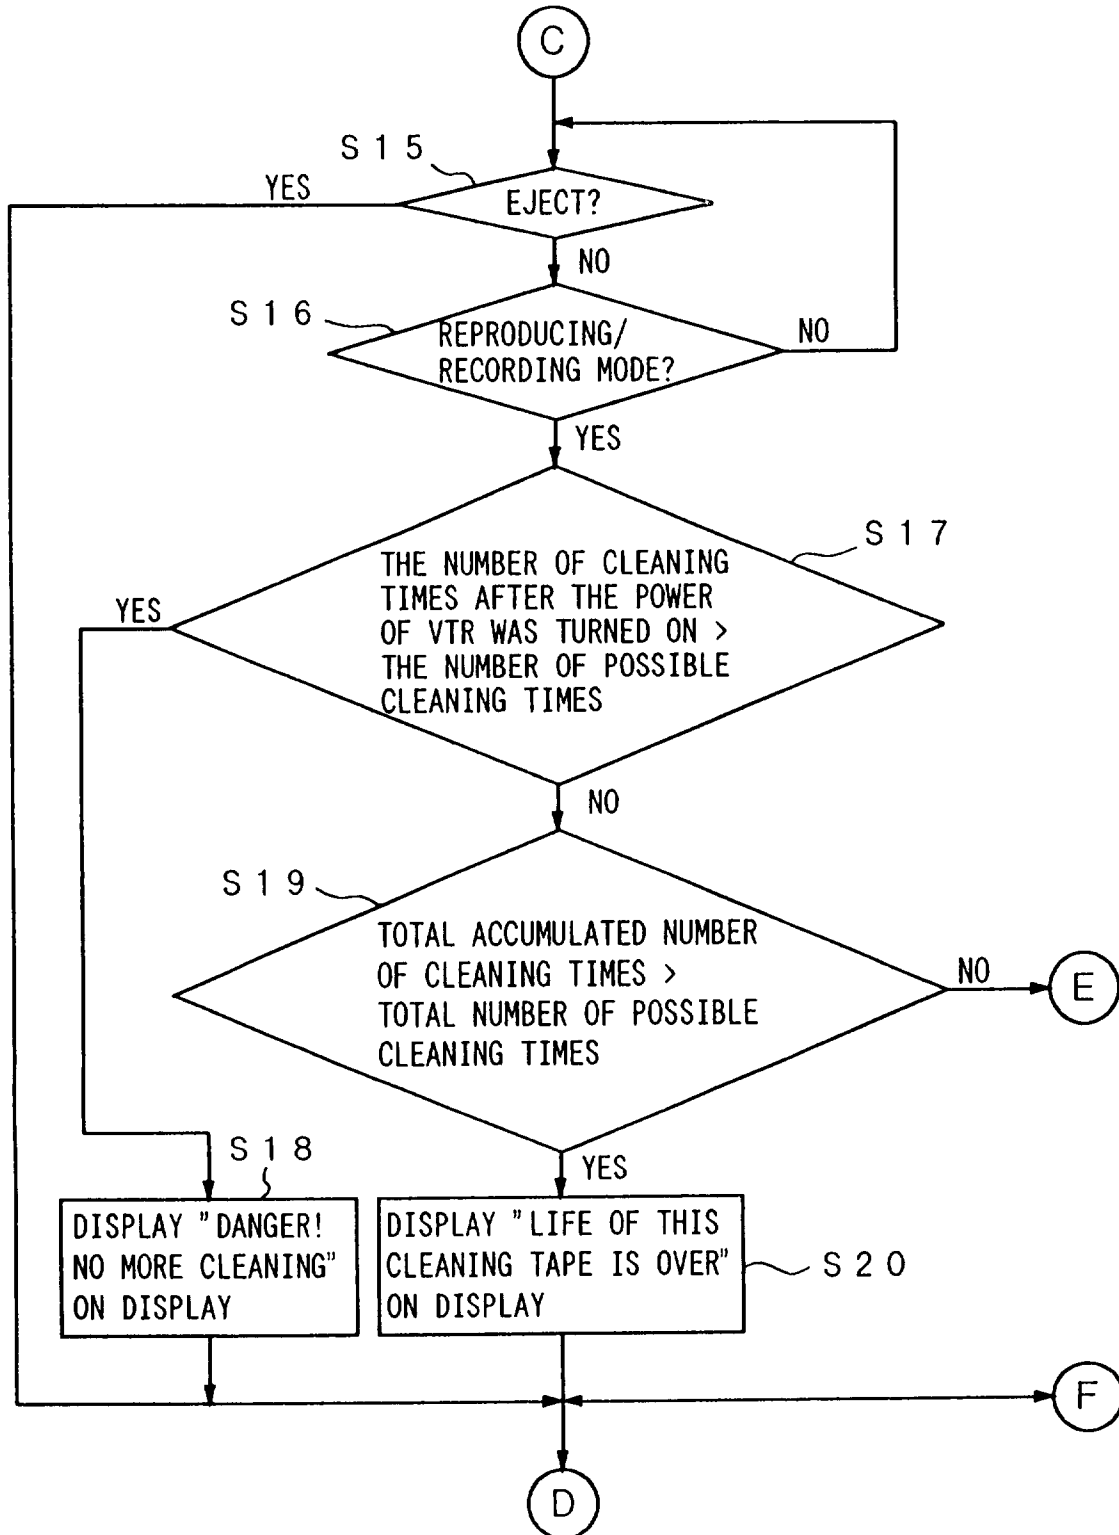 C
S15
YES
EJECT?
NO
S16
REPRODUCING/
RECORDING MODE?
NO
YES
S17
YES
THE NUMBER OF CLEANING
TIMES AFTER THE POWER
OF VTR WAS TURNED ON >
THE NUMBER OF POSSIBLE
CLEANING TIMES
NO
S19
TOTAL ACCUMULATED NUMBER
OF CLEANING TIMES >
TOTAL NUMBER OF POSSIBLE
CLEANING TIMES
NO
E
YES
S18
DISPLAY "DANGER!
NO MORE CLEANING"
ON DISPLAY
DISPLAY "LIFE OF THIS
CLEANING TAPE IS OVER"
ON DISPLAY
S20
F
D